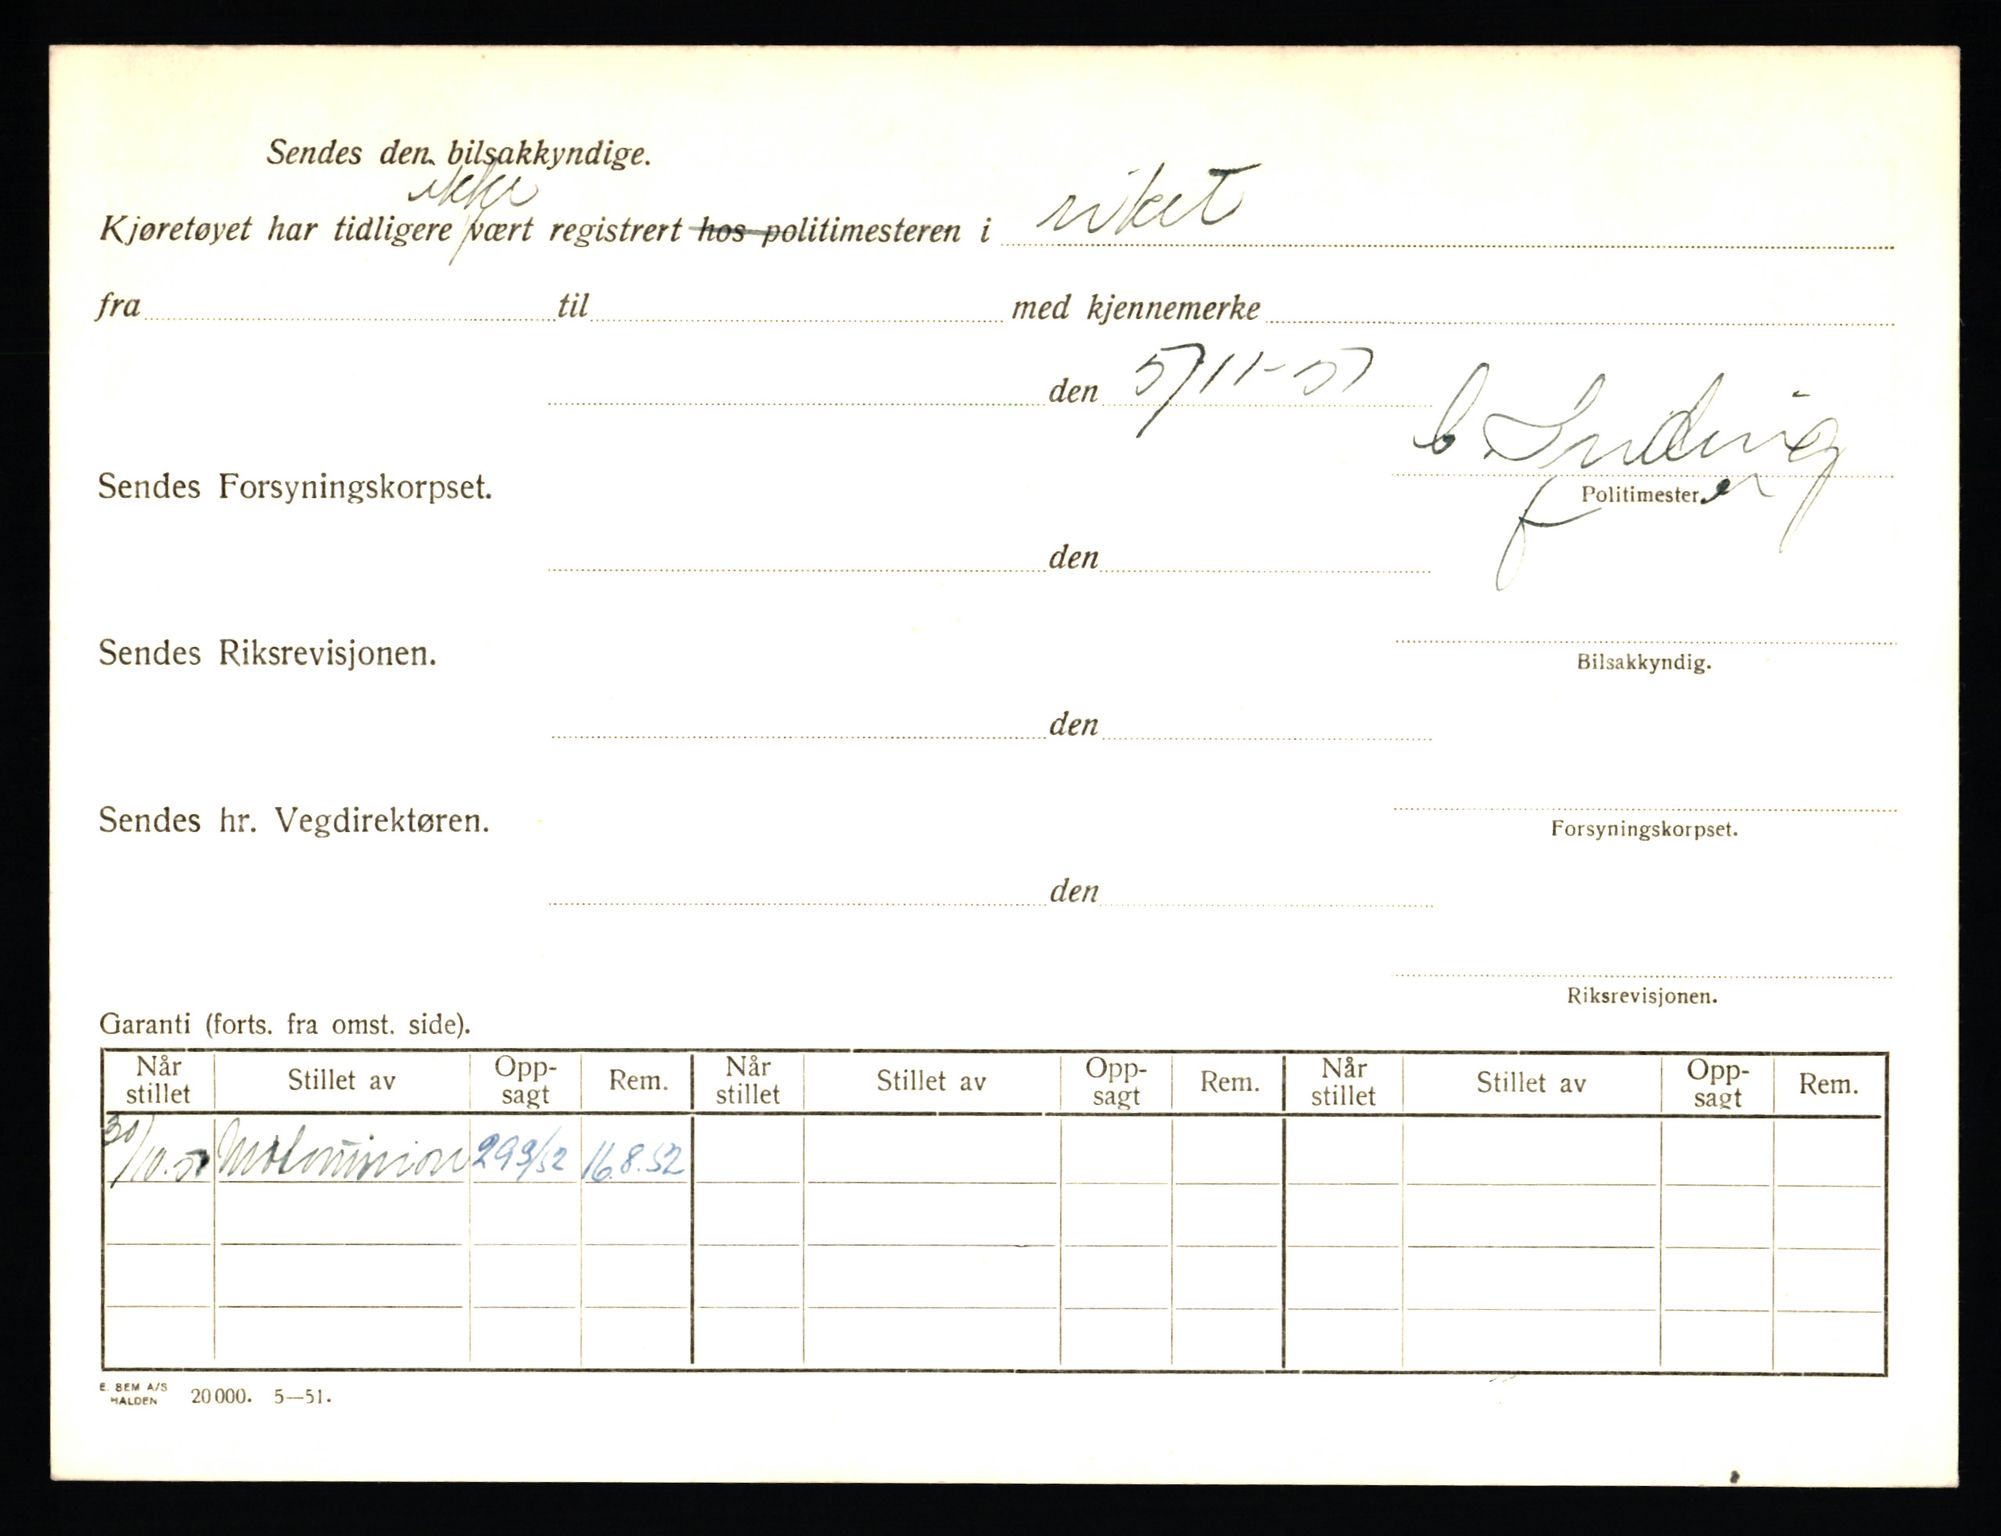 Sendes den bilsakkyndige.
ikke
Kjøretøyet har tidligere vært registrert hos politimesteren i riket
fra til med kjennemerke
den 5/11-51
Sendes Forsyningskorpset.
Politimester
den
Sendes Riksrevisjonen.
Bilsakkyndig.
den
Sendes hr. Vegdirektøren.
Forsyningskorpset.
den
Riksrevisjonen.
Garanti (forts. fra omst. side).
Når stillet Stillet av Opp-sagt Rem. Når stillet Stillet av Opp-sagt Rem. Når stillet Stillet av Opp-sagt Rem.
30/10.51 16.8.52
E. SEM A/S
HALDEN 20000. 5—51.